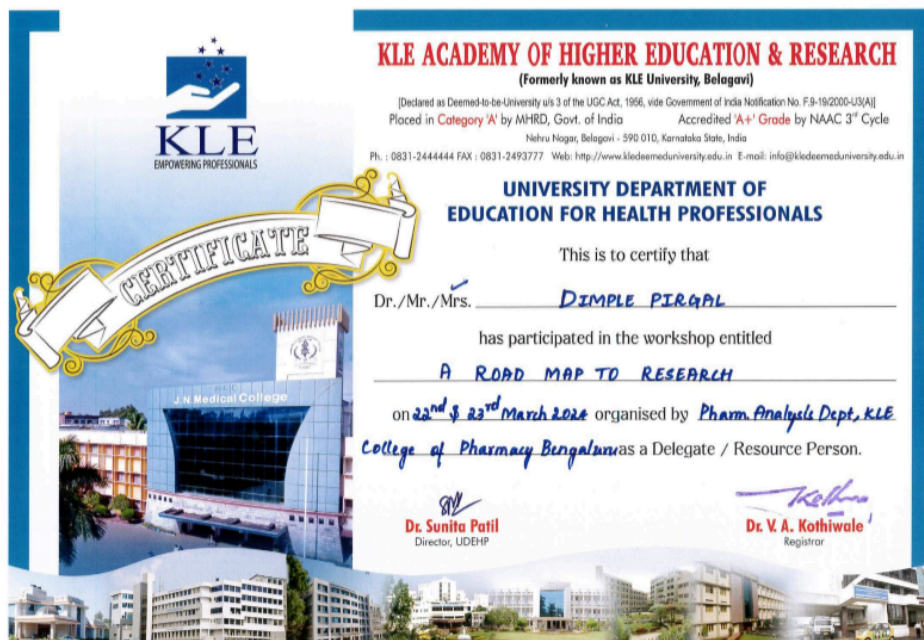 KLE
EMPOWERING PROFESSIONALS
CERTIFICATE
J.N. Medical College
KLE ACADEMY OF HIGHER EDUCATION & RESEARCH
(Formerly known as KLE University, Belagavi)
[Declared as Deemed-to-be-University u/s 3 of the UGC Act, 1956, vide Government of India Notification No. F.9-19/2000-U3(A)]
Placed in Category 'A' by MHRD, Govt. of India Accredited 'A+' Grade by NAAC 3rd Cycle
Nehru Nagar, Belagavi - 590 010, Karnataka State, India
Ph. : 0831-2444444 FAX : 0831-2493777 Web: http://www.kledeemeduniversity.edu.in E-mail: info@kledeemeduniversity.edu.in
UNIVERSITY DEPARTMENT OF
EDUCATION FOR HEALTH PROFESSIONALS
This is to certify that
Dr./Mr./Mrs. DIMPLE PIRGAL
has participated in the workshop entitled
A ROAD MAP TO RESEARCH
on 22nd & 23rd March 2024 organised by Pharm. Analysis Dept, KLE
College of Pharmacy Bengaluru as a Delegate / Resource Person.
Dr. Sunita Patil
Director, UDEHP
Dr. V. A. Kothiwale
Registrar